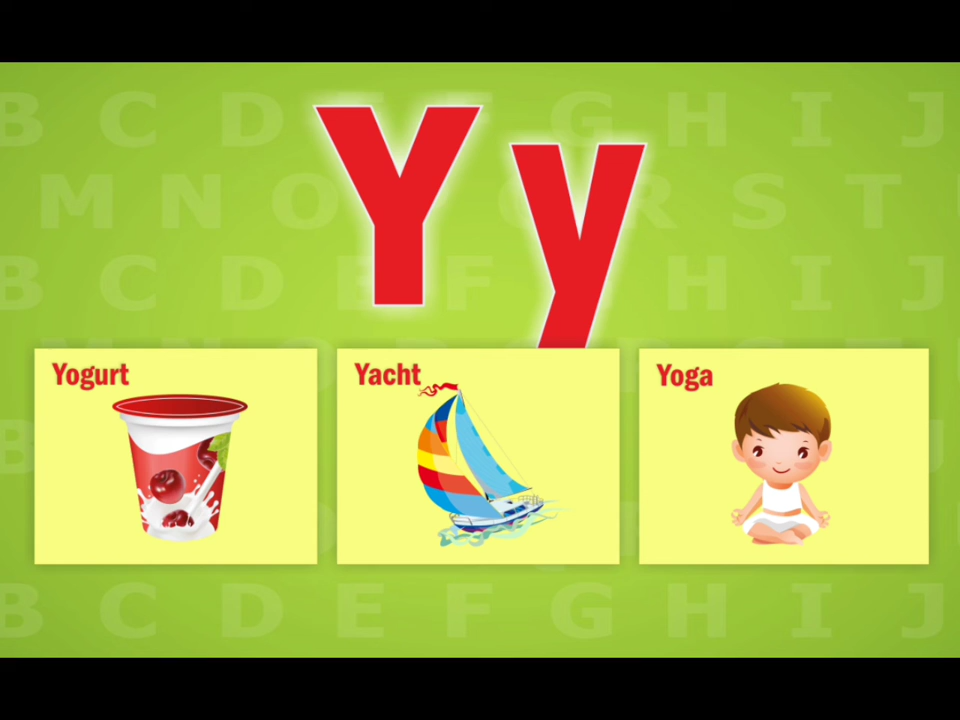 B C D E F G H I J
M N O R S T
Y y
B C D E F H I J
Yogurt Yacht Yoga
B C D E F G H I J